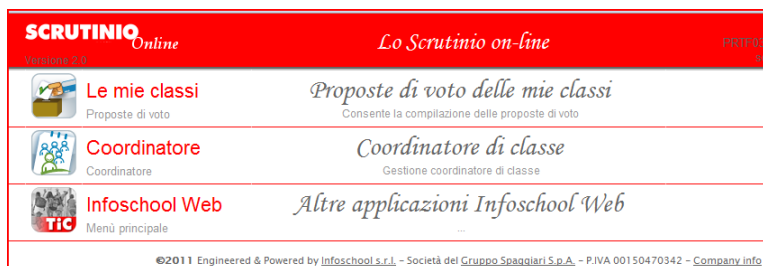 SCRUTINIO Online
Lo Scrutinio on-line
Versione 2.0
Le mie classi
Proposte di voto
Proposte di voto delle mie classi
Consente la compilazione delle proposte di voto
Coordinatore
Coordinatore
Coordinatore di classe
Gestione coordinatore di classe
Infoschool Web
Menù principale
Altre applicazioni Infoschool Web
...
TiC
©2011 Engineered & Powered by Infoschool s.r.l. – Società del Gruppo Spaggiari S.p.A. – P.IVA 00150470342 – Company info